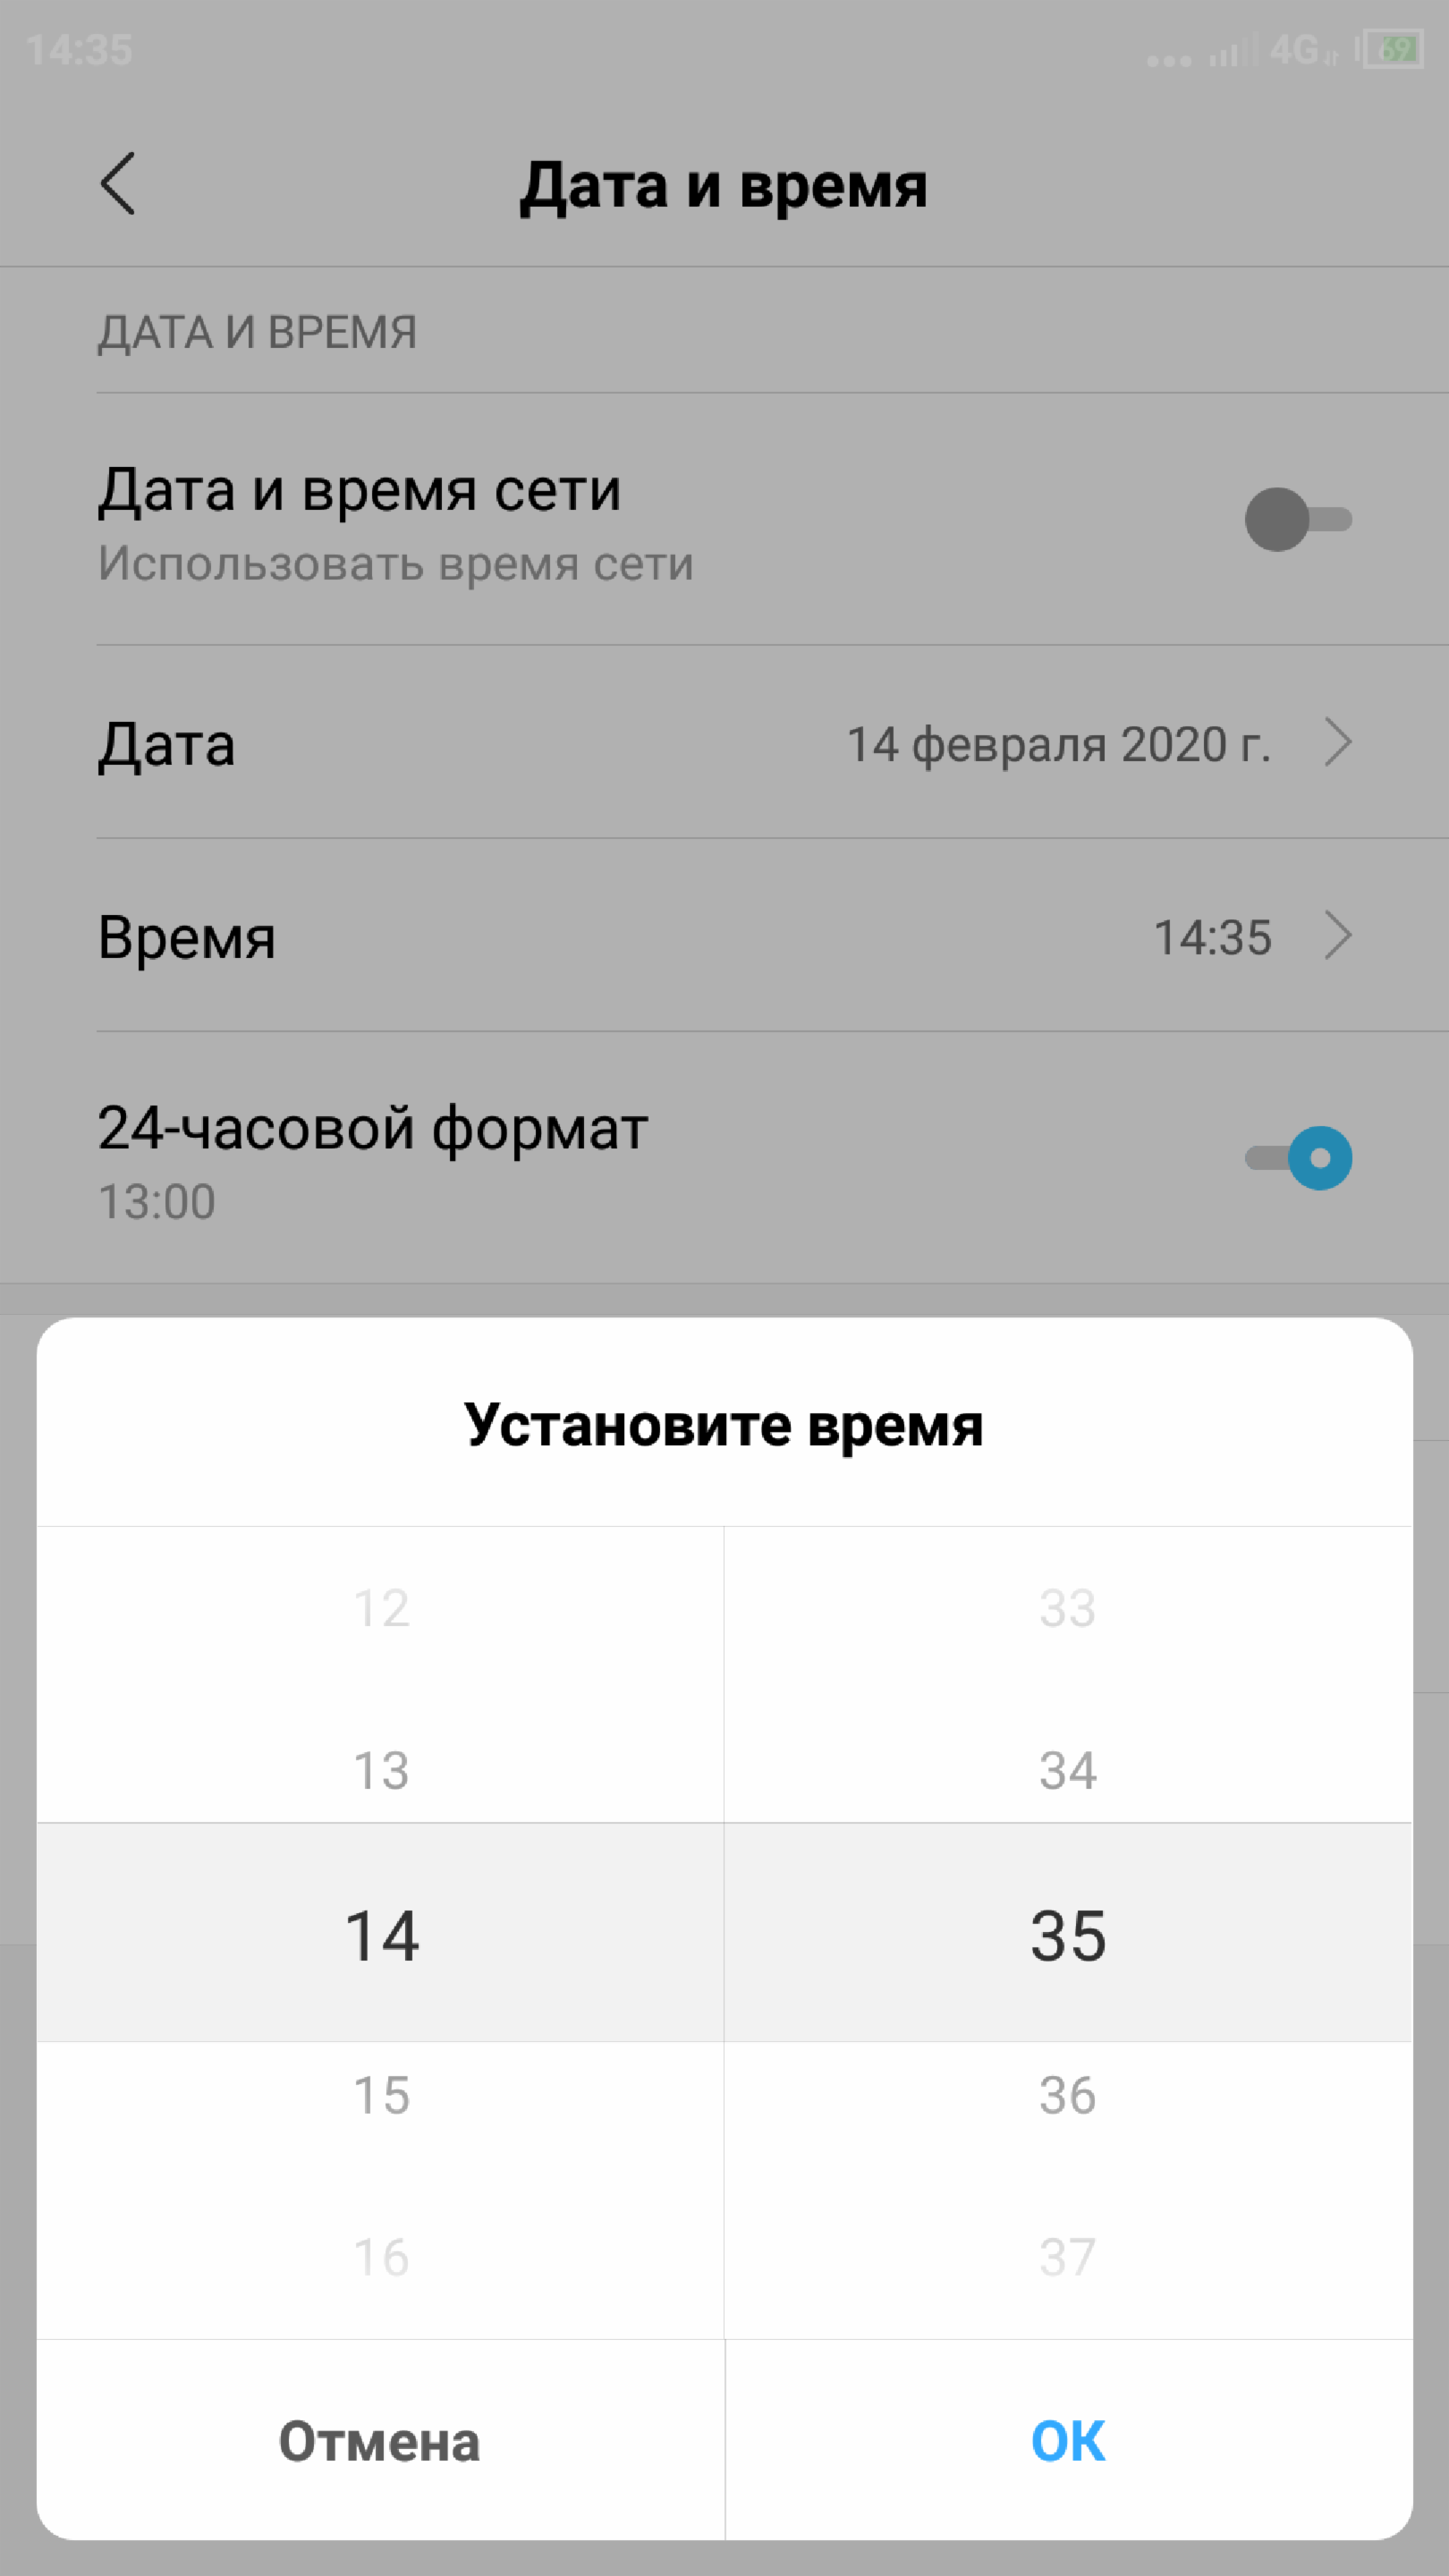 14:35 ... 4G 69
Дата и время
ДАТА И ВРЕМЯ
Дата и время сети
Использовать время сети
Дата 14 февраля 2020 г.
Время 14:35
24-часовой формат
13:00
Установите время
12 33
13 34
14 35
15 36
16 37
Отмена ОК